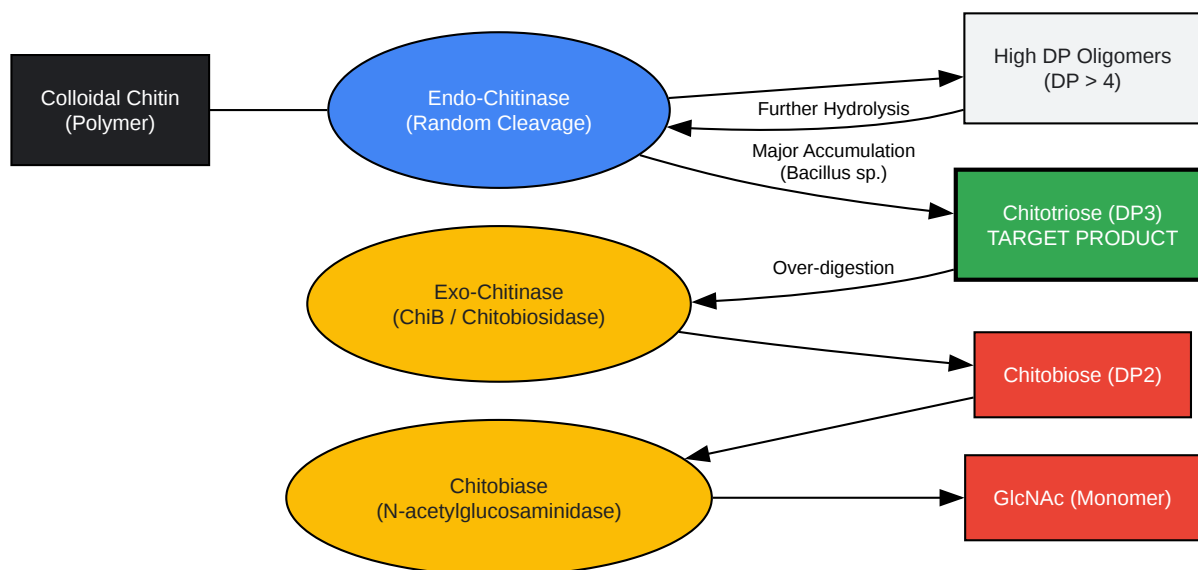 Colloidal Chitin
(Polymer)
Endo-Chitinase
(Random Cleavage)
High DP Oligomers
(DP > 4)
Further Hydrolysis
Major Accumulation
(Bacillus sp.)
Chitotriose (DP3)
TARGET PRODUCT
Over-digestion
Exo-Chitinase
(ChiB / Chitobiosidase)
Chitobiose (DP2)
Chitobiase
(N-acetylglucosaminidase)
GlcNAc (Monomer)